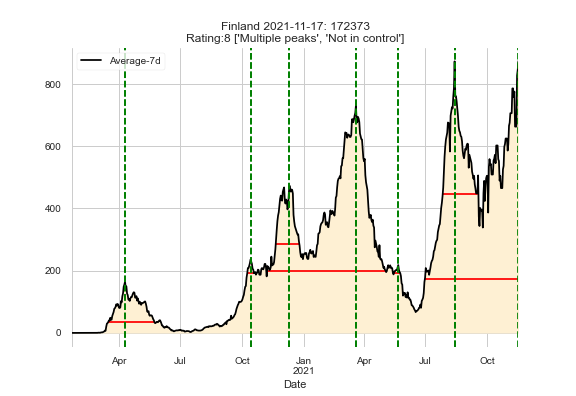 Finland 2021-11-17: 172373
Rating:8 ['Multiple peaks', 'Not in control']
Average-7d
800
600
400
200
0
Apr Jul Oct Jan Apr Jul Oct
2021
Date